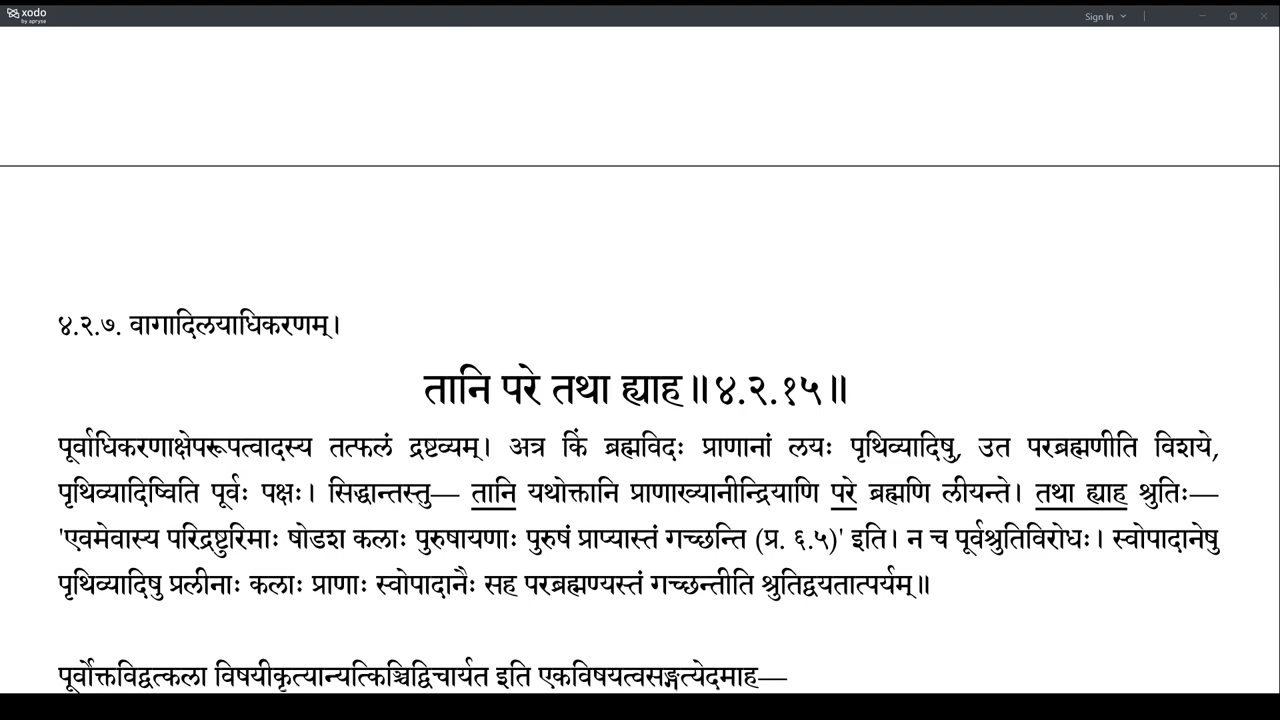 xodo
by apryse
Sign In
४.२.७. वागादिलयाधिकरणम्।
तानि परे तथा ह्याह॥४.२.१५॥
पूर्वाधिकरणाक्षेपरूपत्वादस्य तत्फलं द्रष्टव्यम्। अत्र किं ब्रह्मविदः प्राणानां लयः पृथिव्यादिषु, उत परब्रह्मणीति विशये,
पृथिव्यादिष्विति पूर्वः पक्षः। सिद्धान्तस्तु— तानि यथोक्तानि प्राणाख्यानीन्द्रियाणि परे ब्रह्मणि लीयन्ते। तथा ह्याह श्रुतिः—
'एवमेवास्य परिद्रष्टुरिमाः षोडश कलाः पुरुषायणाः पुरुषं प्राप्यास्तं गच्छन्ति (प्र. ६.५)' इति। न च पूर्वश्रुतिविरोधः। स्वोपादानेषु
पृथिव्यादिषु प्रलीनाः कलाः प्राणाः स्वोपादानैः सह परब्रह्मण्यस्तं गच्छन्तीति श्रुतिद्वयतात्पर्यम्॥
पूर्वोक्तविद्वत्कला विषयीकृत्यान्यत्किञ्चिद्विचार्यत इति एकविषयत्वसङ्गत्येदमाह—